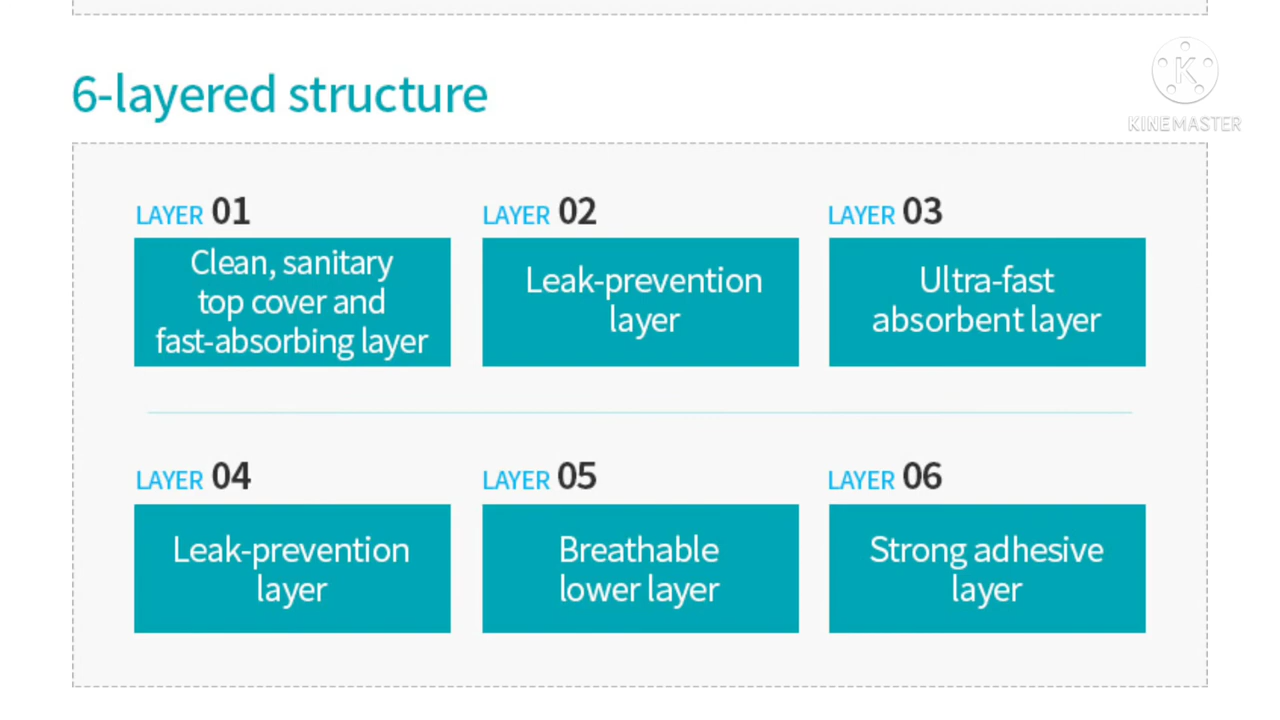 6-layered structure
K
KINEMASTER
LAYER 01
Clean, sanitary
top cover and
fast-absorbing layer
LAYER 02
Leak-prevention
layer
LAYER 03
Ultra-fast
absorbent layer
LAYER 04
Leak-prevention
layer
LAYER 05
Breathable
lower layer
LAYER 06
Strong adhesive
layer